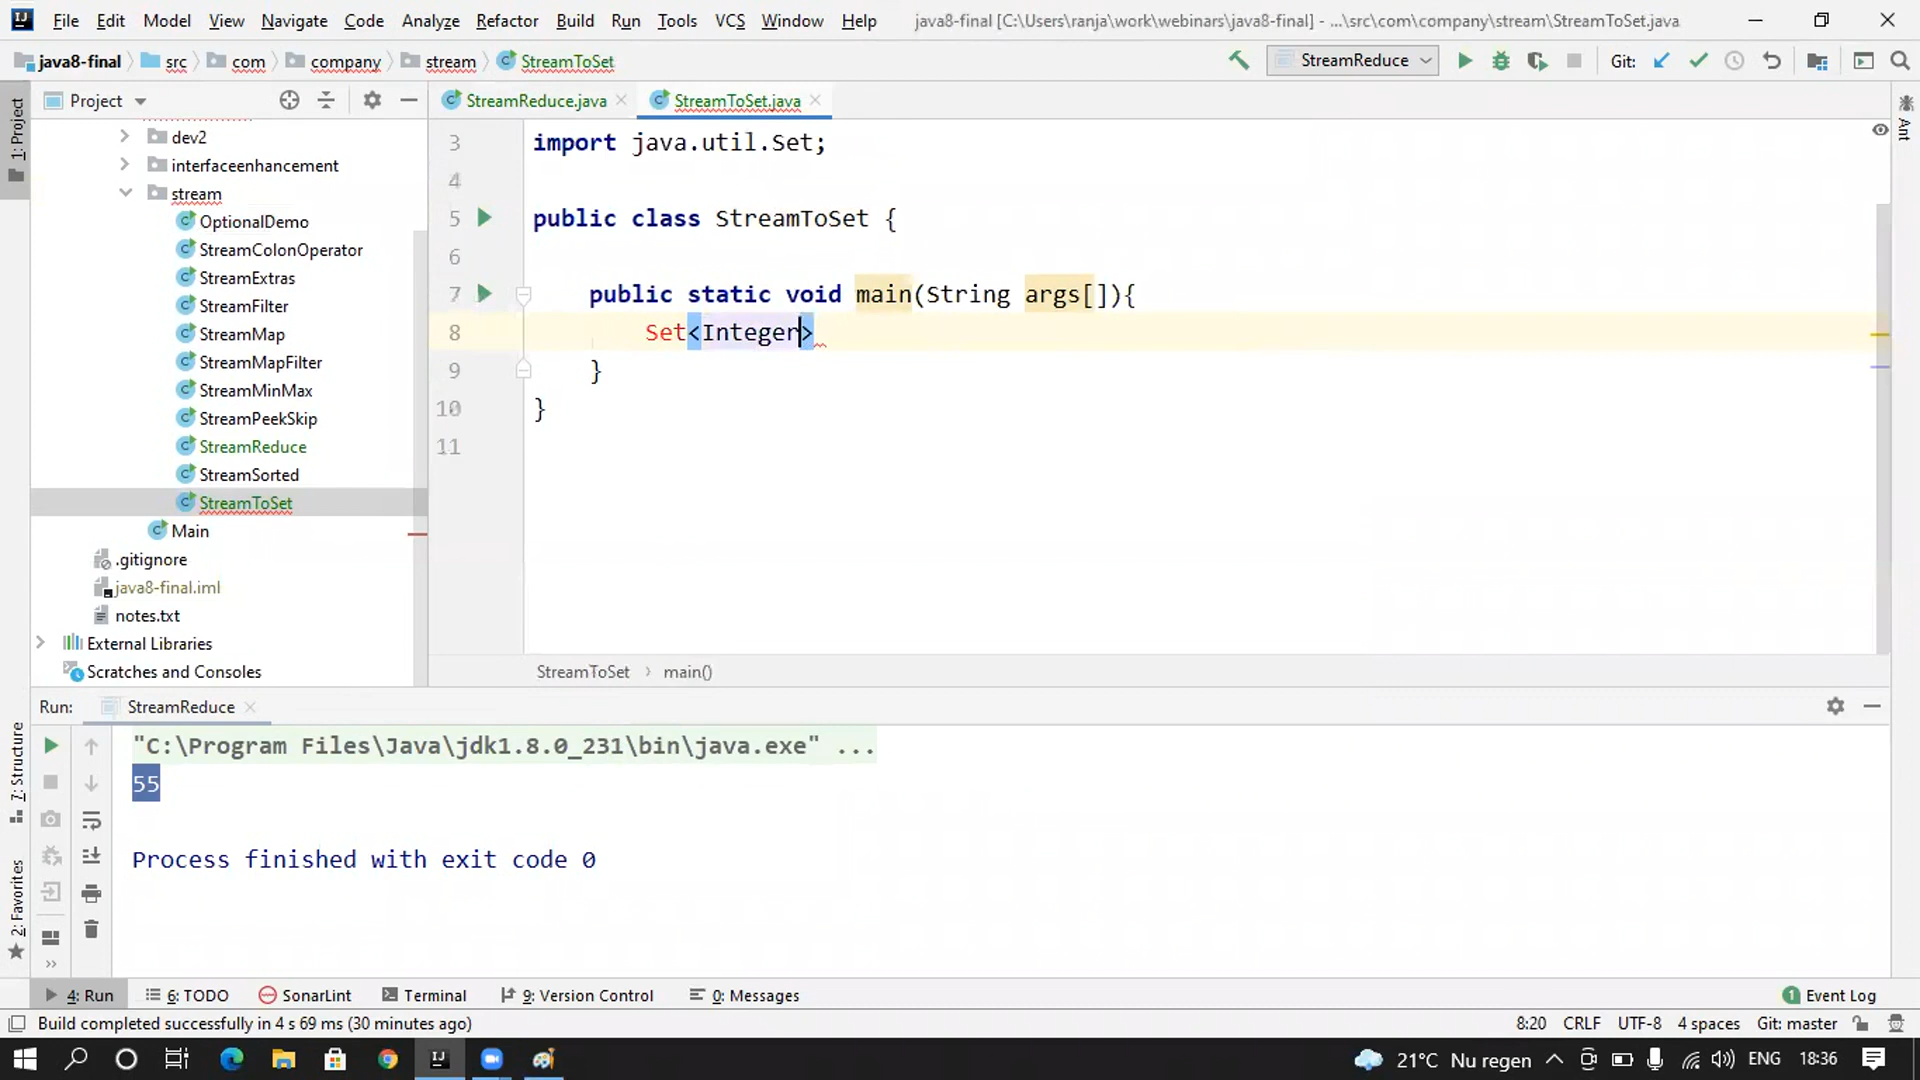 File Edit Model View Navigate Code Analyze Refactor Build Run Tools VCS Window Help java8-final [C:\Users\ranja\work\webinars\java8-final] - ...\src\com\company\stream\StreamToSet.java
java8-final src com company stream StreamToSet StreamReduce Git:
Project StreamReduce.java StreamToSet.java
1: Project
Ant
dev2
interfaceenhancement
stream
OptionalDemo
StreamColonOperator
StreamExtras
StreamFilter
StreamMap
StreamMapFilter
StreamMinMax
StreamPeekSkip
StreamReduce
StreamSorted
StreamToSet
Main
.gitignore
java8-final.iml
notes.txt
External Libraries
Scratches and Consoles
3 import java.util.Set;
4
5 public class StreamToSet {
6
7 public static void main(String args[]){
8 Set<Integer>
9 }
10 }
11
StreamToSet › main()
Run: StreamReduce
7: Structure
2: Favorites
"C:\Program Files\Java\jdk1.8.0_231\bin\java.exe" ...
55
Process finished with exit code 0
4: Run 6: TODO SonarLint Terminal 9: Version Control 0: Messages 1 Event Log
Build completed successfully in 4 s 69 ms (30 minutes ago) 8:20 CRLF UTF-8 4 spaces Git: master
21°C Nu regen ENG 18:36